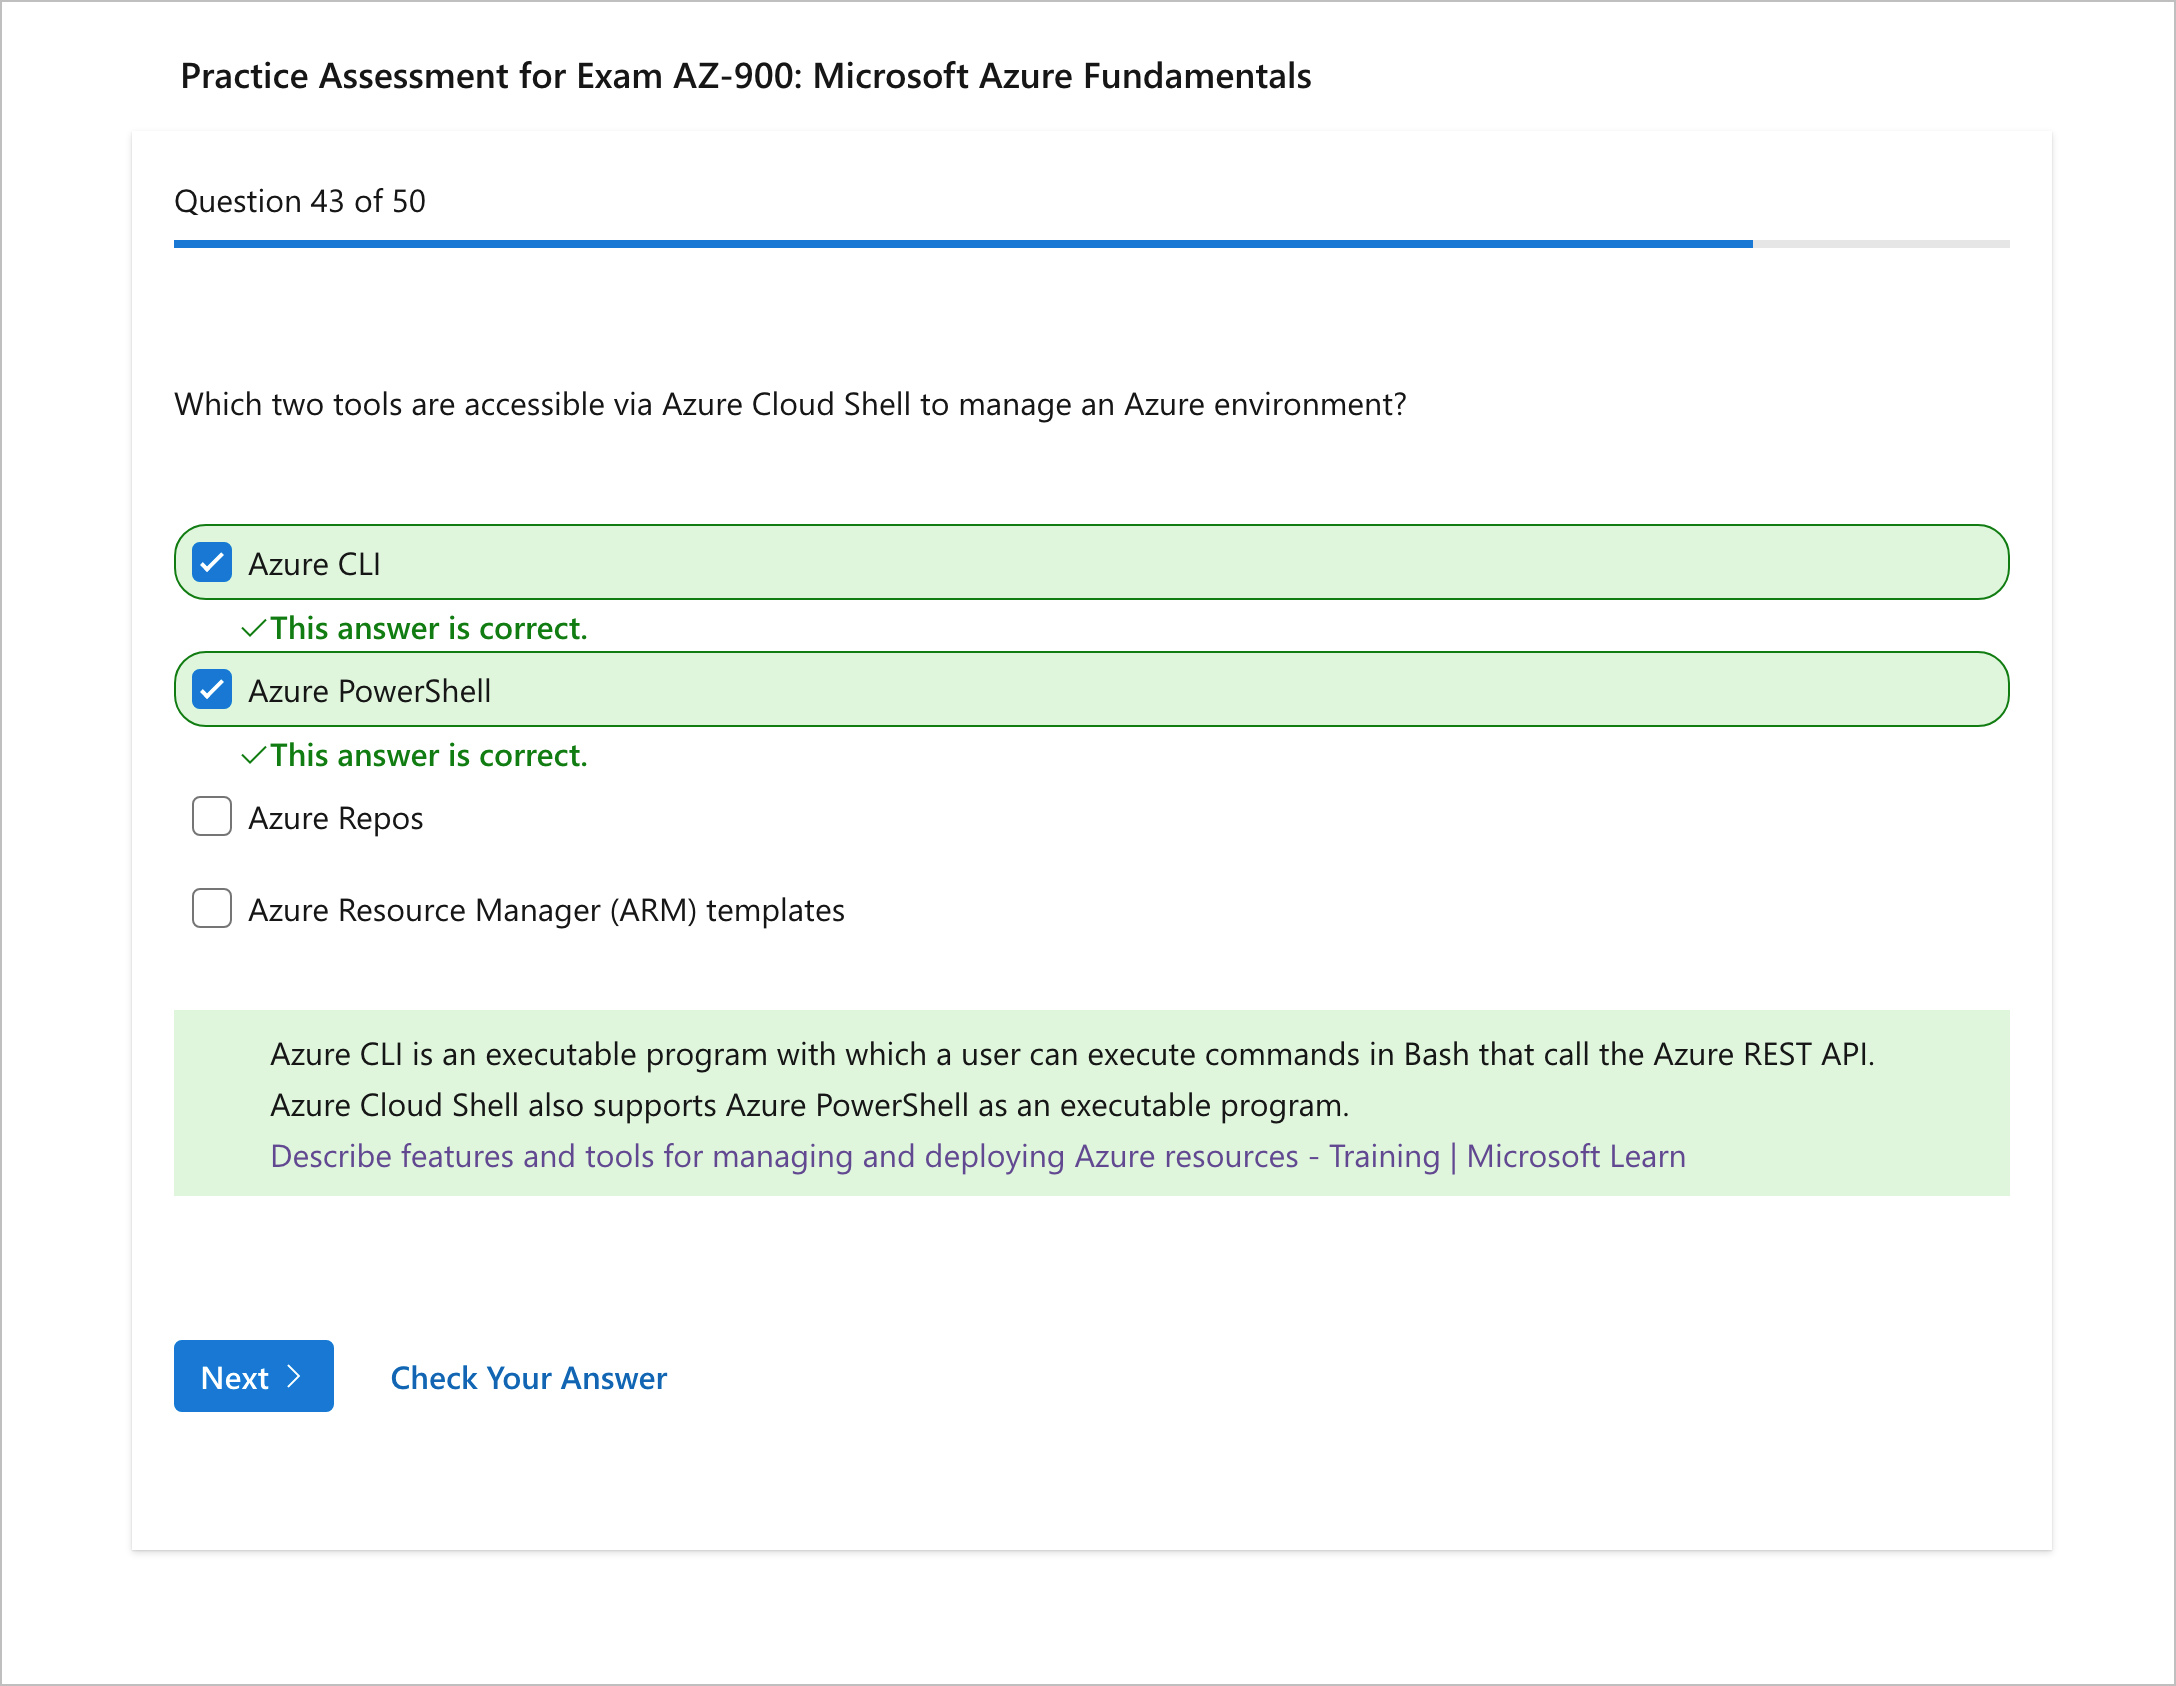 Practice Assessment for Exam AZ-900: Microsoft Azure Fundamentals
Question 43 of 50
Which two tools are accessible via Azure Cloud Shell to manage an Azure environment?
Azure CLI
This answer is correct.
Azure PowerShell
This answer is correct.
Azure Repos
Azure Resource Manager (ARM) templates
Azure CLI is an executable program with which a user can execute commands in Bash that call the Azure REST API.
Azure Cloud Shell also supports Azure PowerShell as an executable program.
Describe features and tools for managing and deploying Azure resources - Training | Microsoft Learn
Next
Check Your Answer